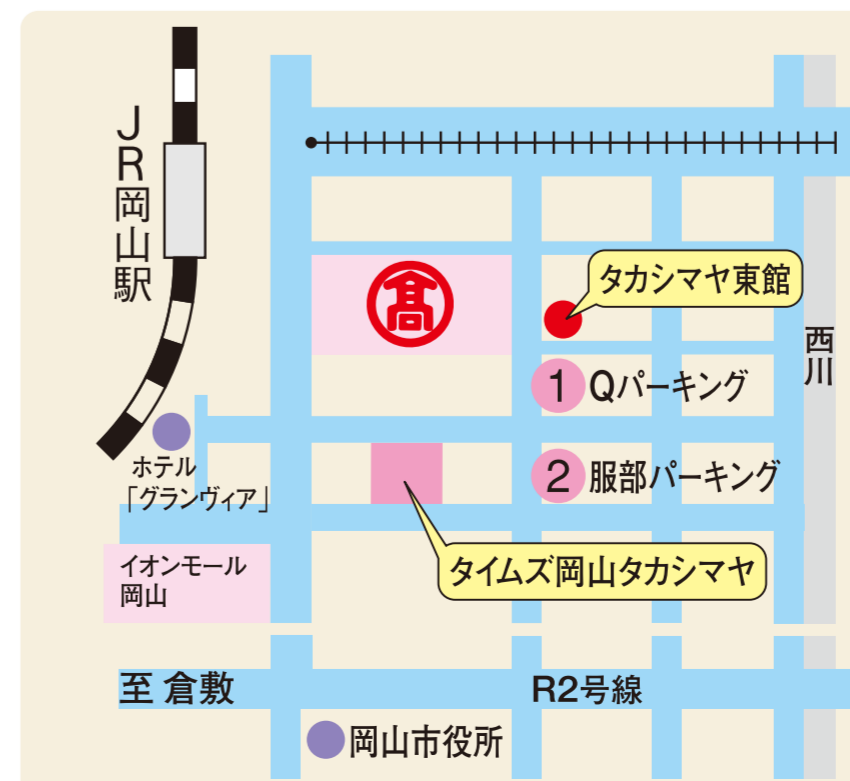 JR岡山駅
髙
タカシマヤ東館
西川
1 Qパーキング
ホテル
「グランヴィア」
2 服部パーキング
イオンモール
岡山
タイムズ岡山タカシマヤ
至 倉敷
R2号線
岡山市役所